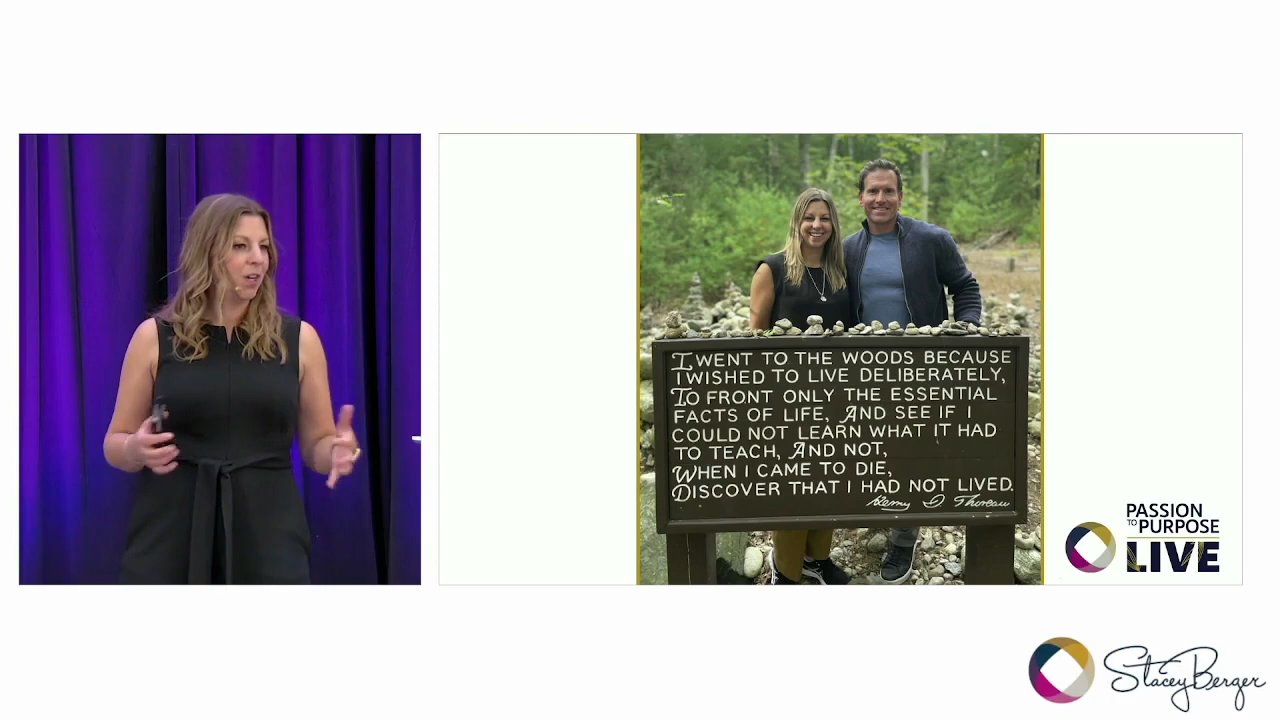 I WENT TO THE WOODS BECAUSE
I WISHED TO LIVE DELIBERATELY,
TO FRONT ONLY THE ESSENTIAL
FACTS OF LIFE, AND SEE IF I
COULD NOT LEARN WHAT IT HAD
TO TEACH, AND NOT,
WHEN I CAME TO DIE,
DISCOVER THAT I HAD NOT LIVED.
Henry D Thoreau
PASSION
TO PURPOSE
LIVE
Stacey Berger